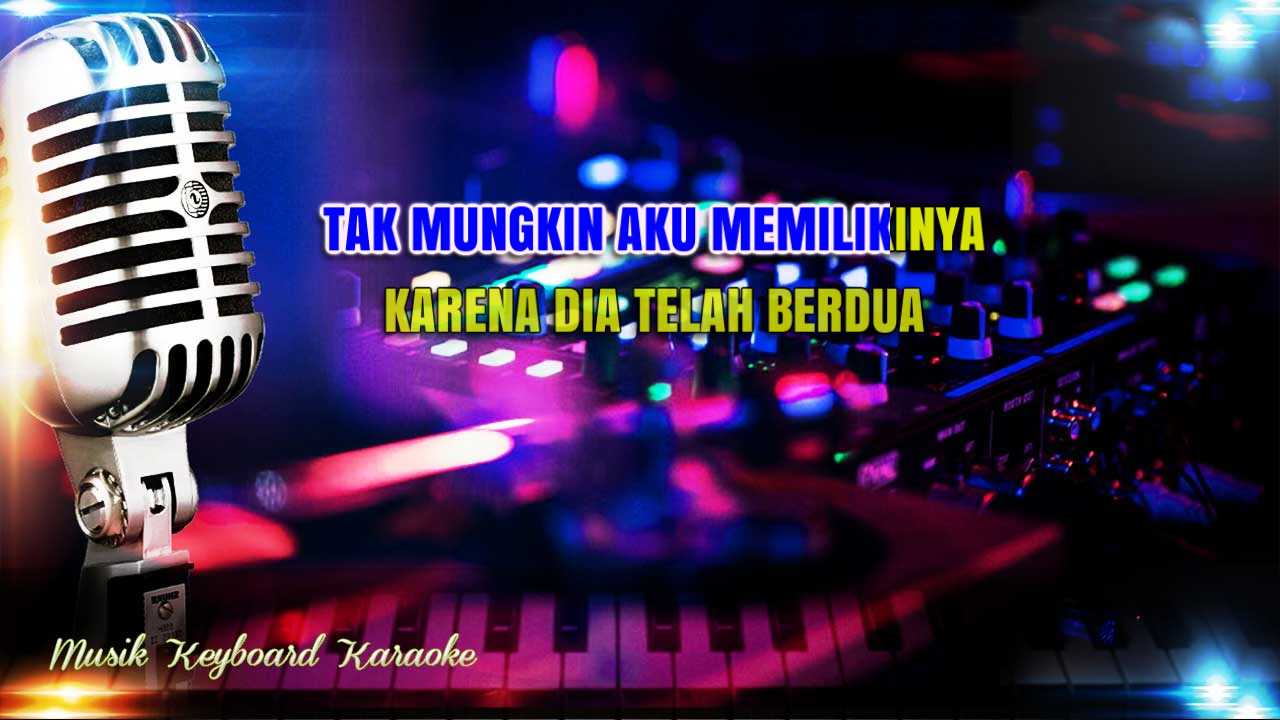 TAK MUNGKIN AKU MEMILIKINYA
KARENA DIA TELAH BERDUA
Musik Keyboard Karaoke